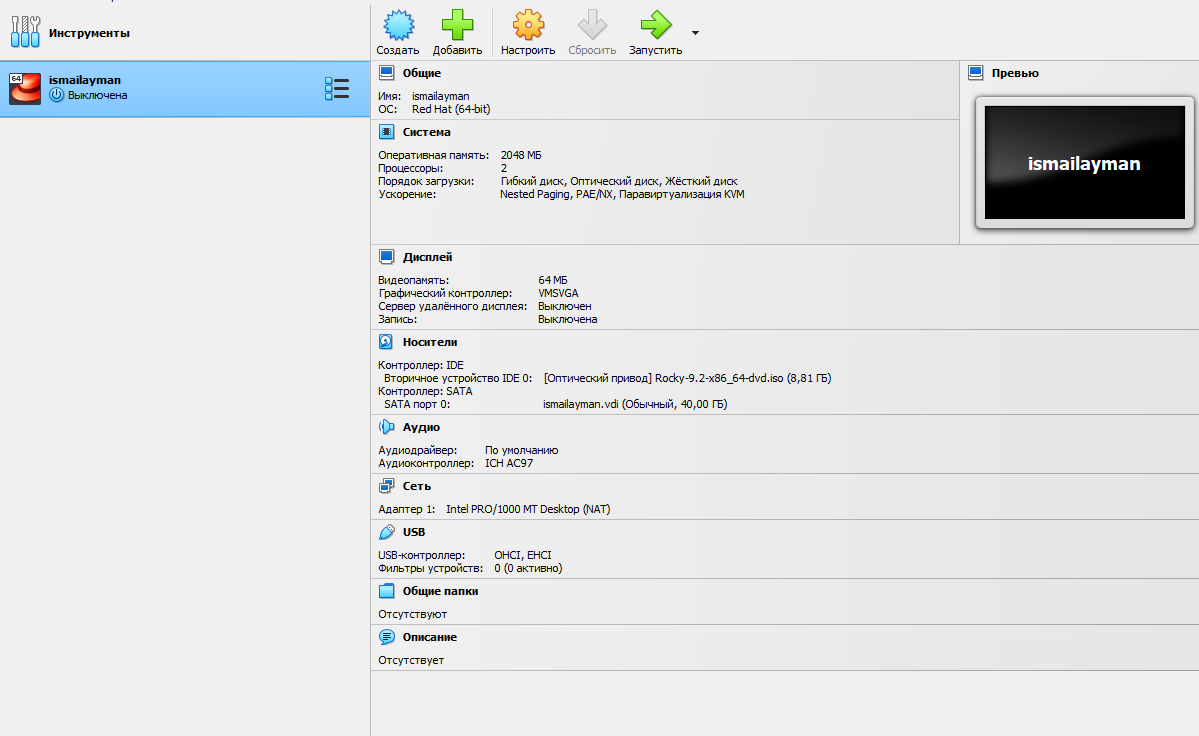 Инструменты
64
ismailayman
Выключена
Создать
Добавить
Настроить
Сбросить
Запустить
Общие
Имя: ismailayman
ОС: Red Hat (64-bit)
Система
Оперативная память: 2048 МБ
Процессоры: 2
Порядок загрузки: Гибкий диск, Оптический диск, Жёсткий диск
Ускорение: Nested Paging, PAE/NX, Паравиртуализация KVM
Превью
ismailayman
Дисплей
Видеопамять: 64 МБ
Графический контроллер: VMSVGA
Сервер удалённого дисплея: Выключен
Запись: Выключена
Носители
Контроллер: IDE
Вторичное устройство IDE 0: [Оптический привод] Rocky-9.2-x86_64-dvd.iso (8,81 ГБ)
Контроллер: SATA
SATA порт 0: ismailayman.vdi (Обычный, 40,00 ГБ)
Аудио
Аудиодрайвер: По умолчанию
Аудиоконтроллер: ICH AC97
Сеть
Адаптер 1: Intel PRO/1000 MT Desktop (NAT)
USB
USB-контроллер: OHCI, EHCI
Фильтры устройств: 0 (0 активно)
Общие папки
Отсутствуют
Описание
Отсутствует